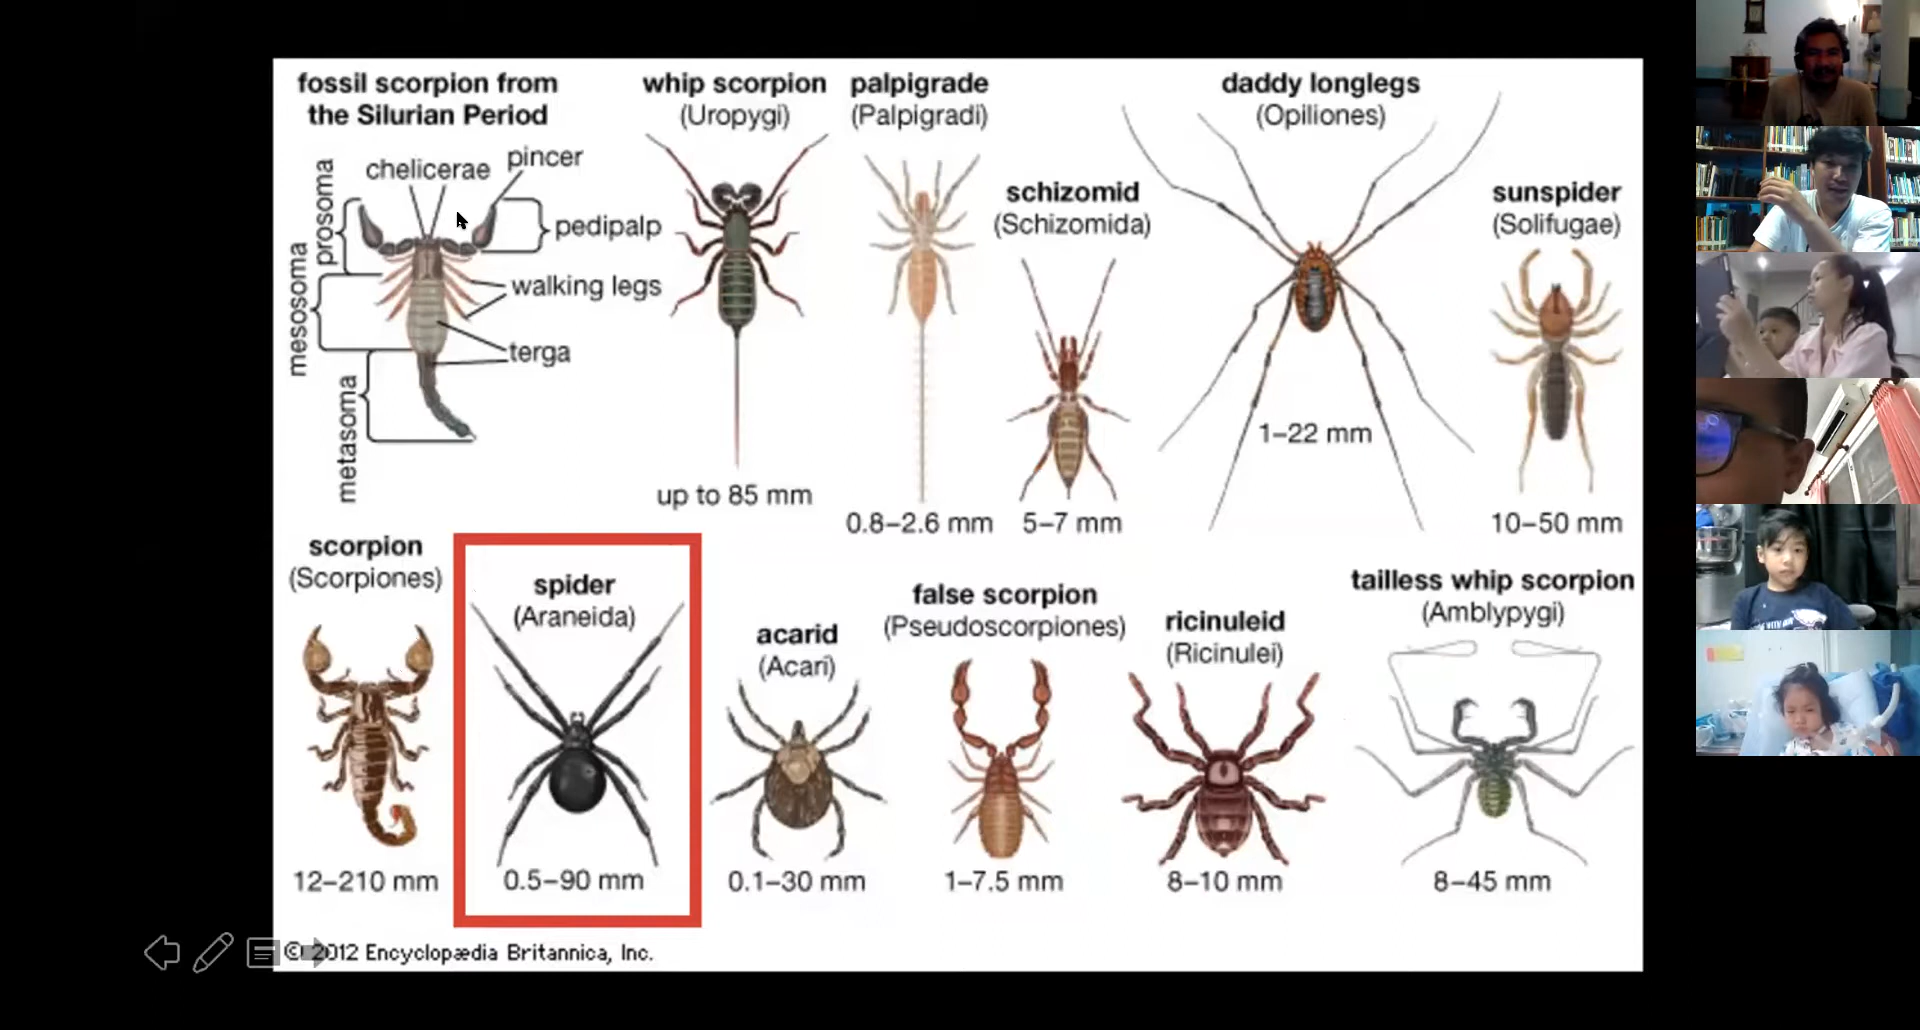 fossil scorpion from
the Silurian Period
chelicerae
pincer
prosoma
pedipalp
mesosoma
walking legs
terga
metasoma
whip scorpion
(Uropygi)
up to 85 mm
palpigrade
(Palpigradi)
0.8–2.6 mm
schizomid
(Schizomida)
5–7 mm
daddy longlegs
(Opiliones)
1–22 mm
sunspider
(Solifugae)
10–50 mm
scorpion
(Scorpiones)
12–210 mm
spider
(Araneida)
0.5–90 mm
acarid
(Acari)
0.1–30 mm
false scorpion
(Pseudoscorpiones)
1–7.5 mm
ricinuleid
(Ricinulei)
8–10 mm
tailless whip scorpion
(Amblypygi)
8–45 mm
© 2012 Encyclopædia Britannica, Inc.